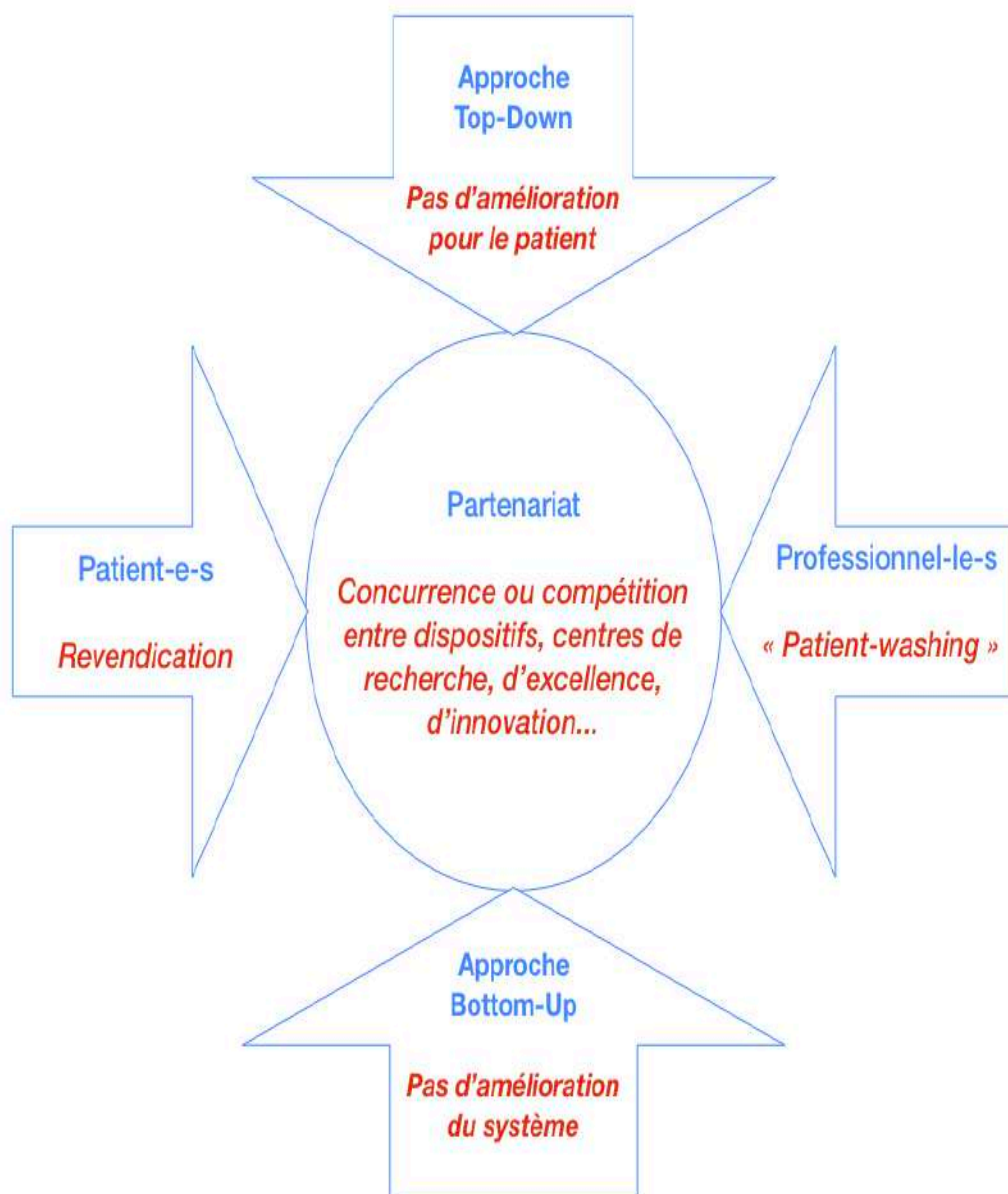 Approche
Top-Down
Pas d'amélioration
pour le patient
Patient-e-s
Revendication
Partenariat
Concurrence ou compétition
entre dispositifs, centres de
recherche, d'excellence,
d'innovation...
Professionnel-le-s
« Patient-washing »
Approche
Bottom-Up
Pas d'amélioration
du système